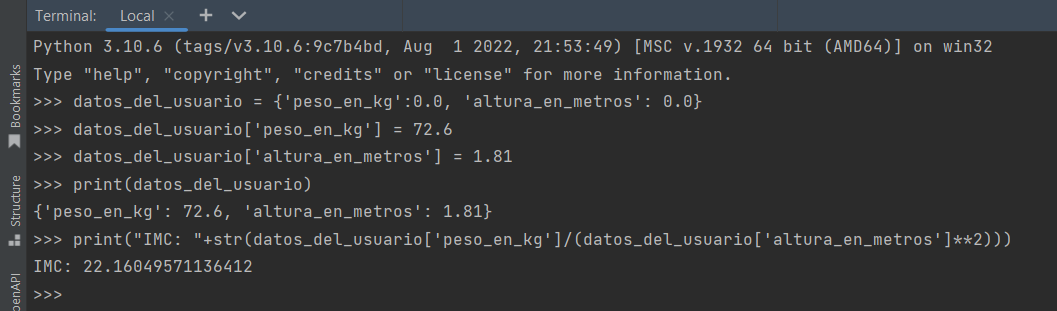 Terminal: Local × + 
Python 3.10.6 (tags/v3.10.6:9c7b4bd, Aug  1 2022, 21:53:49) [MSC v.1932 64 bit (AMD64)] on win32
Type "help", "copyright", "credits" or "license" for more information.
>>> datos_del_usuario = {'peso_en_kg':0.0, 'altura_en_metros': 0.0}
>>> datos_del_usuario['peso_en_kg'] = 72.6
>>> datos_del_usuario['altura_en_metros'] = 1.81
>>> print(datos_del_usuario)
{'peso_en_kg': 72.6, 'altura_en_metros': 1.81}
>>> print("IMC: "+str(datos_del_usuario['peso_en_kg']/(datos_del_usuario['altura_en_metros']**2)))
IMC: 22.16049571136412
>>>
Bookmarks
Structure
penAPI